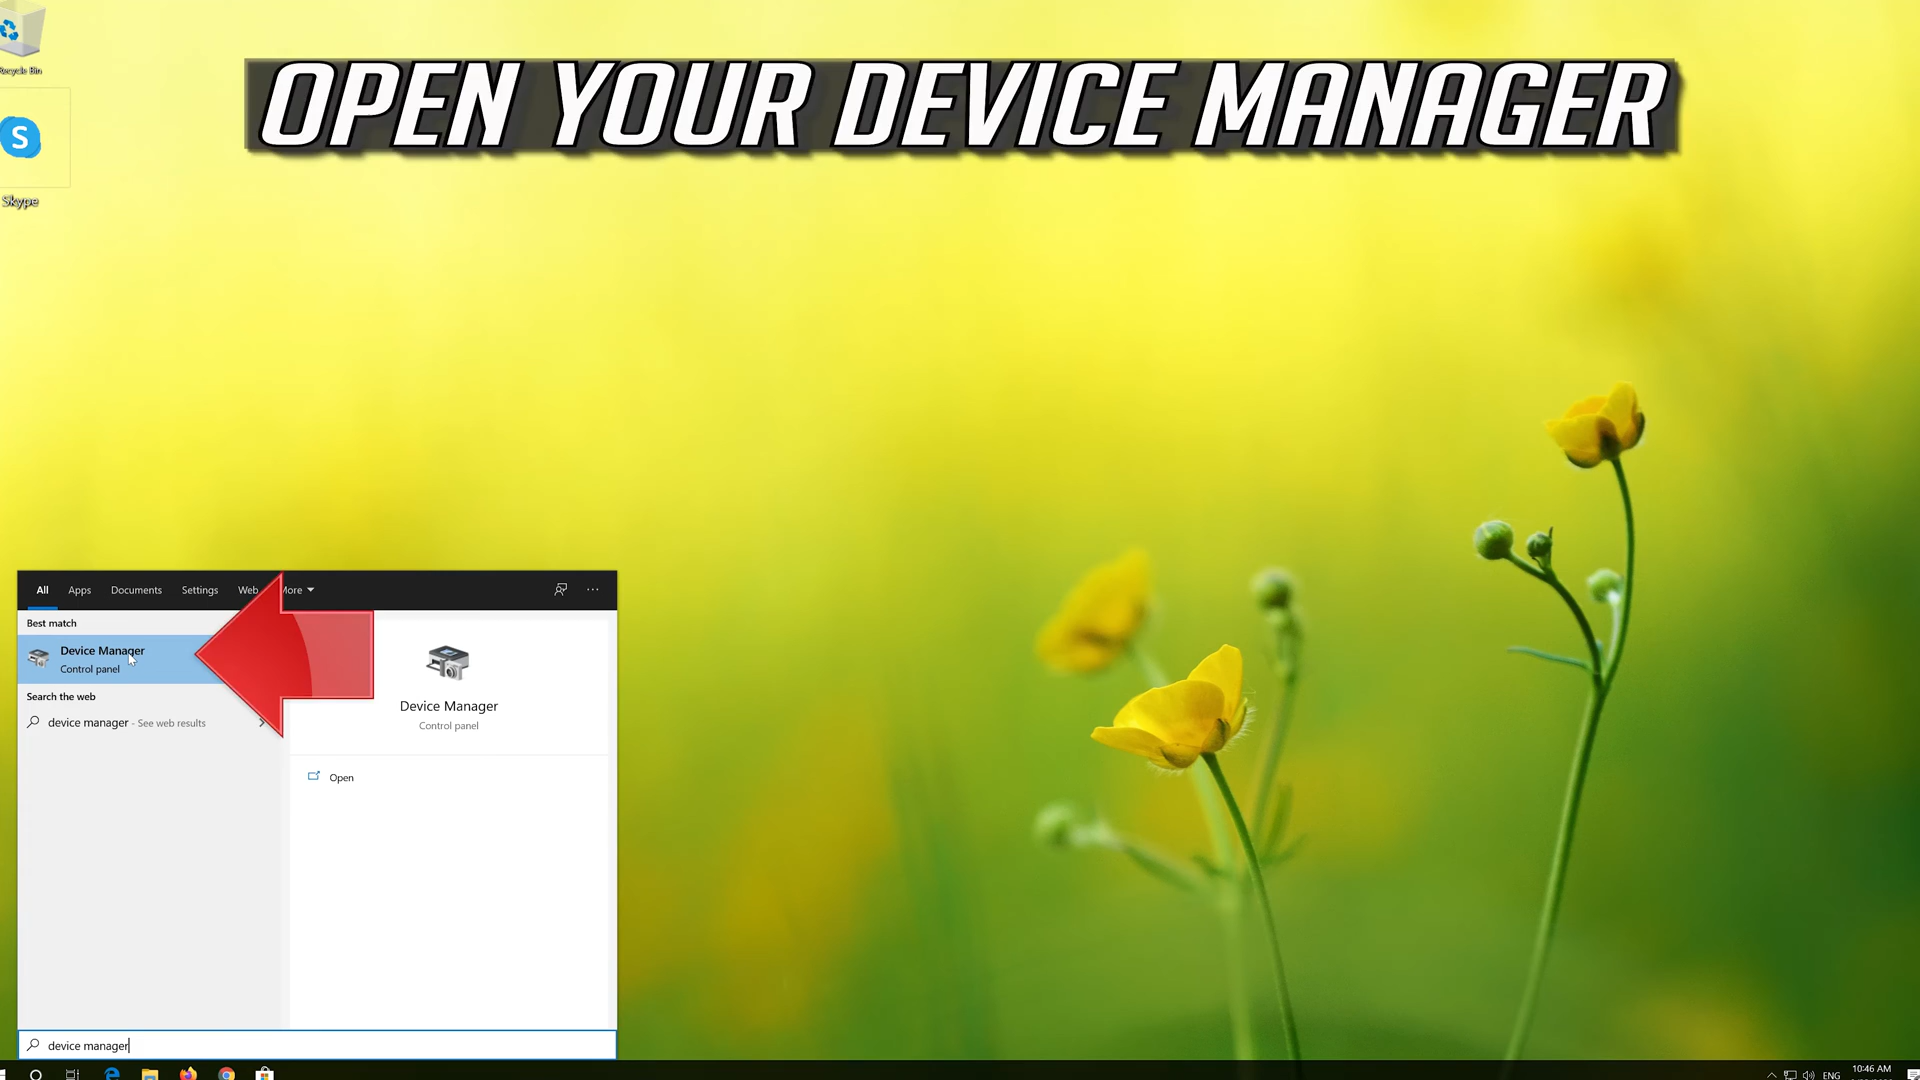 Recycle Bin
OPEN YOUR DEVICE MANAGER
S
Skype
All Apps Documents Settings Web More
Best match
Device Manager
Control panel
Search the web
device manager - See web results
Device Manager
Control panel
Open
device manager
ENG
10:46 AM